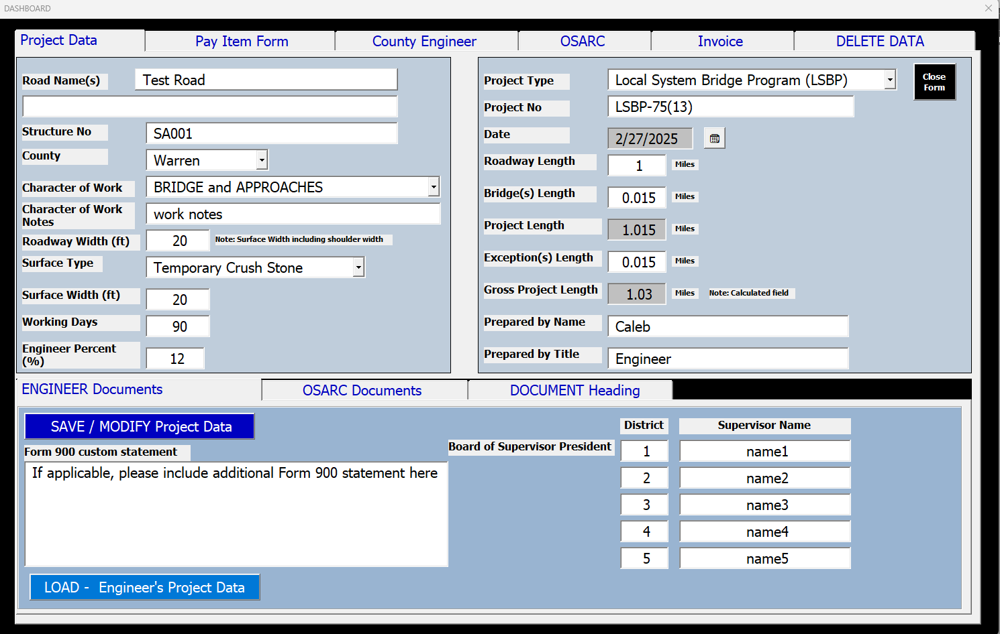 DASHBOARD
Project Data
Pay Item Form
County Engineer
OSARC
Invoice
DELETE DATA
Road Name(s)
Test Road
Structure No
SA001
County
Warren
Character of Work
BRIDGE and APPROACHES
Character of Work
Notes
work notes
Roadway Width (ft)
20
Note: Surface Width including shoulder width
Surface Type
Temporary Crush Stone
Surface Width (ft)
20
Working Days
90
Engineer Percent
(%)
12
Project Type
Local System Bridge Program (LSBP)
Close
Form
Project No
LSBP-75(13)
Date
2/27/2025
Roadway Length
1
Miles
Bridge(s) Length
0.015
Miles
Project Length
1.015
Miles
Exception(s) Length
0.015
Miles
Gross Project Length
1.03
Miles
Note: Calculated field
Prepared by Name
Caleb
Prepared by Title
Engineer
ENGINEER Documents
OSARC Documents
DOCUMENT Heading
SAVE / MODIFY Project Data
Form 900 custom statement
If applicable, please include additional Form 900 statement here
LOAD -  Engineer's Project Data
District
Supervisor Name
Board of Supervisor President
1
name1
2
name2
3
name3
4
name4
5
name5